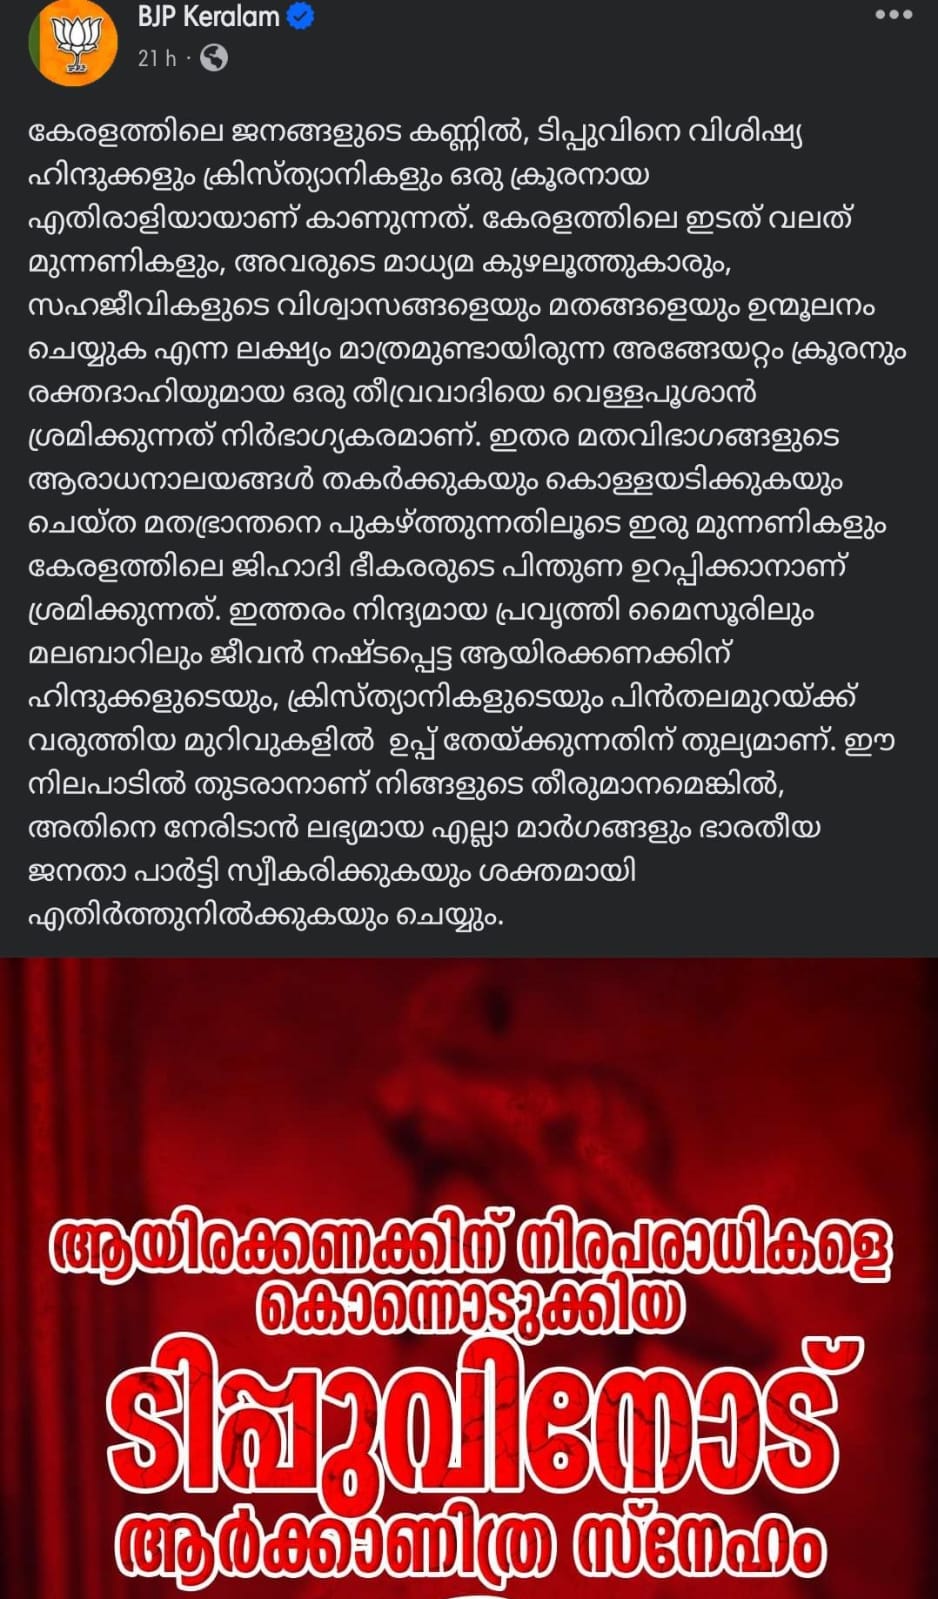 BJP Keralam
21 h ·
കേരളത്തിലെ ജനങ്ങളുടെ കണ്ണിൽ, ടിപ്പുവിനെ വിശിഷ്യ
ഹിന്ദുക്കളും ക്രിസ്ത്യാനികളും ഒരു ക്രൂരനായ
എതിരാളിയായാണ് കാണുന്നത്. കേരളത്തിലെ ഇടത് വലത്
മുന്നണികളും, അവരുടെ മാധ്യമ കുഴലൂത്തുകാരും,
സഹജീവികളുടെ വിശ്വാസങ്ങളെയും മതങ്ങളെയും ഉന്മൂലനം
ചെയ്യുക എന്ന ലക്ഷ്യം മാത്രമുണ്ടായിരുന്ന അങ്ങേയറ്റം ക്രൂരനും
രക്തദാഹിയുമായ ഒരു തീവ്രവാദിയെ വെള്ളപൂശാൻ
ശ്രമിക്കുന്നത് നിർഭാഗ്യകരമാണ്. ഇതര മതവിഭാഗങ്ങളുടെ
ആരാധനാലയങ്ങൾ തകർക്കുകയും കൊള്ളയടിക്കുകയും
ചെയ്ത മതഭ്രാന്തനെ പുകഴ്ത്തുന്നതിലൂടെ ഇരു മുന്നണികളും
കേരളത്തിലെ ജിഹാദി ഭീകരരുടെ പിന്തുണ ഉറപ്പിക്കാനാണ്
ശ്രമിക്കുന്നത്. ഇത്തരം നിന്ദ്യമായ പ്രവൃത്തി മൈസൂരിലും
മലബാറിലും ജീവൻ നഷ്ടപ്പെട്ട ആയിരക്കണക്കിന്
ഹിന്ദുക്കളുടെയും, ക്രിസ്ത്യാനികളുടെയും പിൻതലമുറയ്ക്ക്
വരുത്തിയ മുറിവുകളിൽ ഉപ്പ് തേയ്ക്കുന്നതിന് തുല്യമാണ്. ഈ
നിലപാടിൽ തുടരാനാണ് നിങ്ങളുടെ തീരുമാനമെങ്കിൽ,
അതിനെ നേരിടാൻ ലഭ്യമായ എല്ലാ മാർഗങ്ങളും ഭാരതീയ
ജനതാ പാർട്ടി സ്വീകരിക്കുകയും ശക്തമായി
എതിർത്തുനിൽക്കുകയും ചെയ്യും.
ആയിരക്കണക്കിന് നിരപരാധികളെ
കൊന്നൊടുക്കിയ
ടിപ്പുവിനോട്
ആർക്കാണിത്ര സ്നേഹം